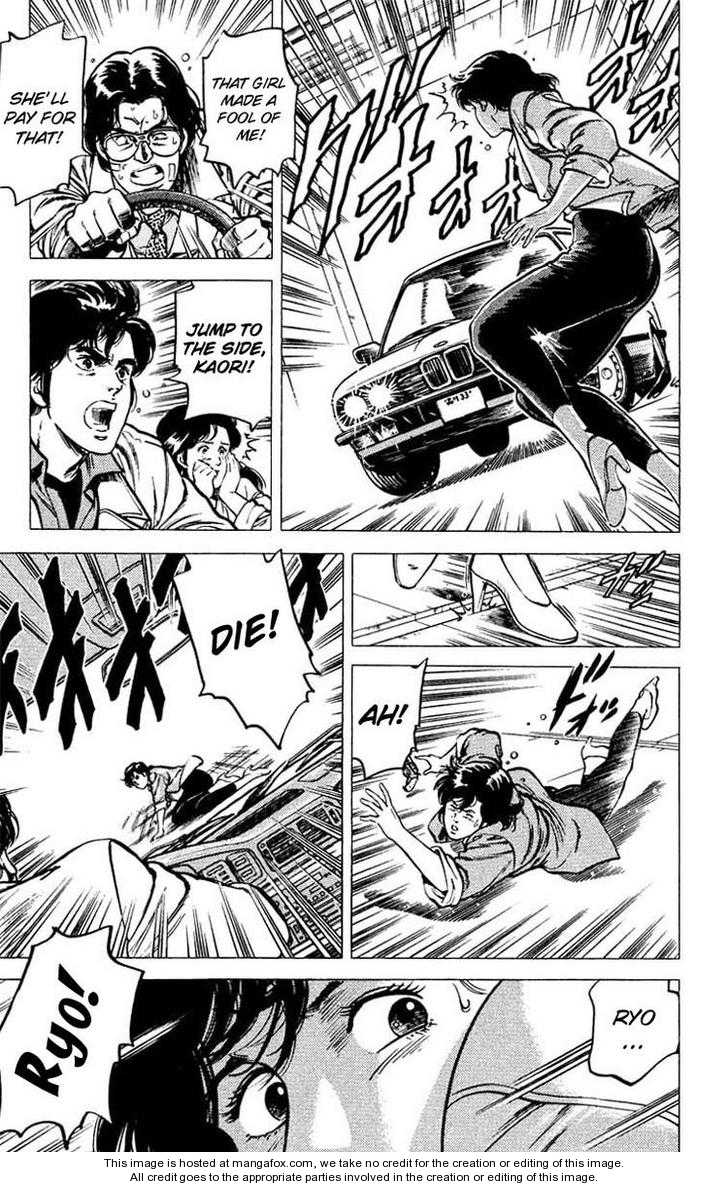 THAT GIRL
MADE A
FOOL OF
ME!
SHE'LL
PAY FOR
THAT!
JUMP TO
THE SIDE,
KAORI!
AH!
DIE!
RYO
...
Ryo!
This image is hosted at mangafox.com, we take no credit for the creation or editing of this image.
All credit goes to the appropriate parties involved in the creation or editing of this image.